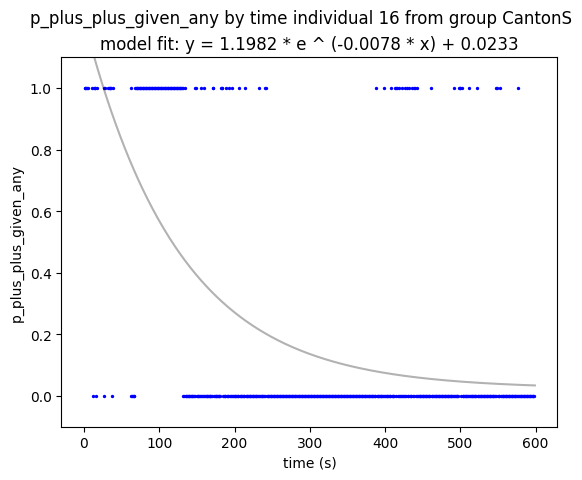 p_plus_plus_given_any by time individual 16 from group CantonS
model fit: y = 1.1982 * e ^ (-0.0078 * x) + 0.0233
p_plus_plus_given_any
1.0
0.8
0.6
0.4
0.2
0.0
0 100 200 300 400 500 600
time (s)